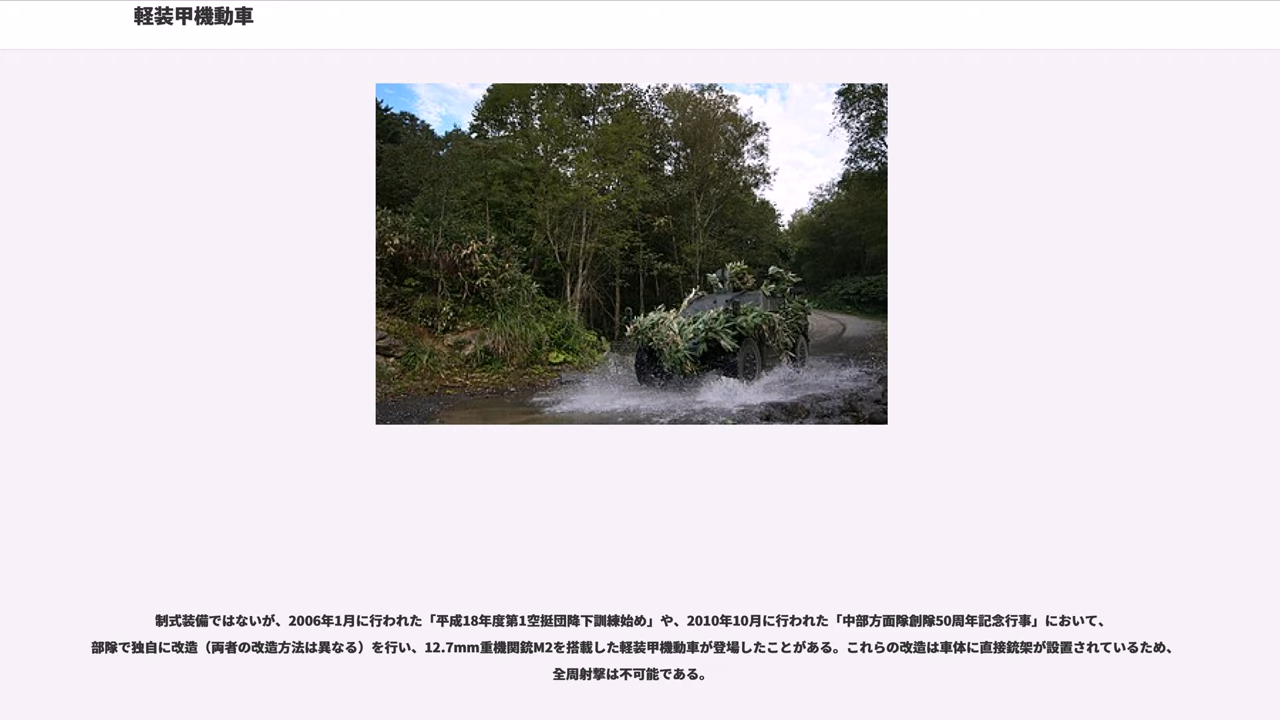 軽装甲機動車
制式装備ではないが、2006年1月に行われた「平成18年度第1空挺団降下訓練始め」や、2010年10月に行われた「中部方面隊創隊50周年記念行事」において、
部隊で独自に改造（両者の改造方法は異なる）を行い、12.7mm重機関銃M2を搭載した軽装甲機動車が登場したことがある。これらの改造は車体に直接銃架が設置されているため、
全周射撃は不可能である。